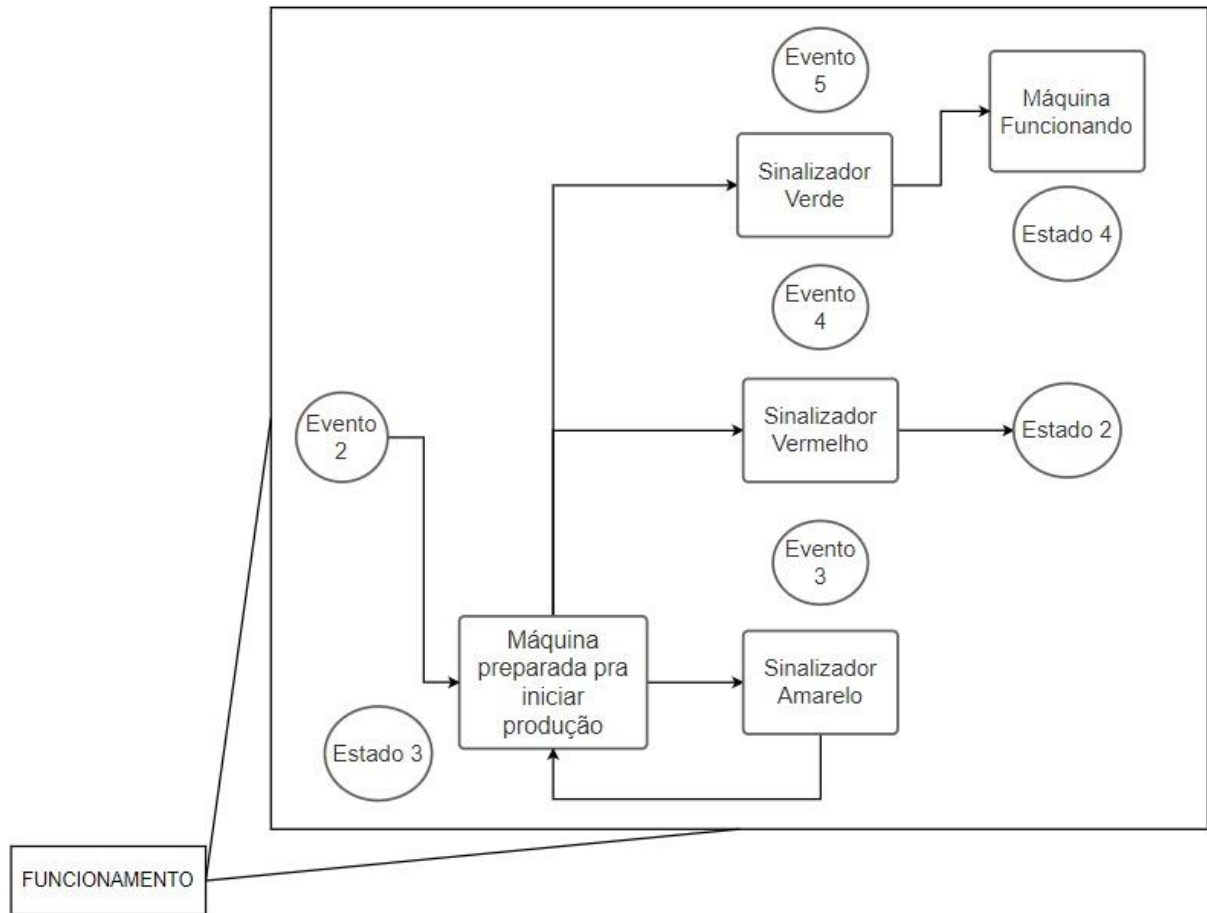 Evento
5
Máquina
Funcionando
Sinalizador
Verde
Estado 4
Evento
4
Evento
2
Sinalizador
Vermelho
Estado 2
Evento
3
Máquina
preparada pra
iniciar
produção
Sinalizador
Amarelo
Estado 3
FUNCIONAMENTO